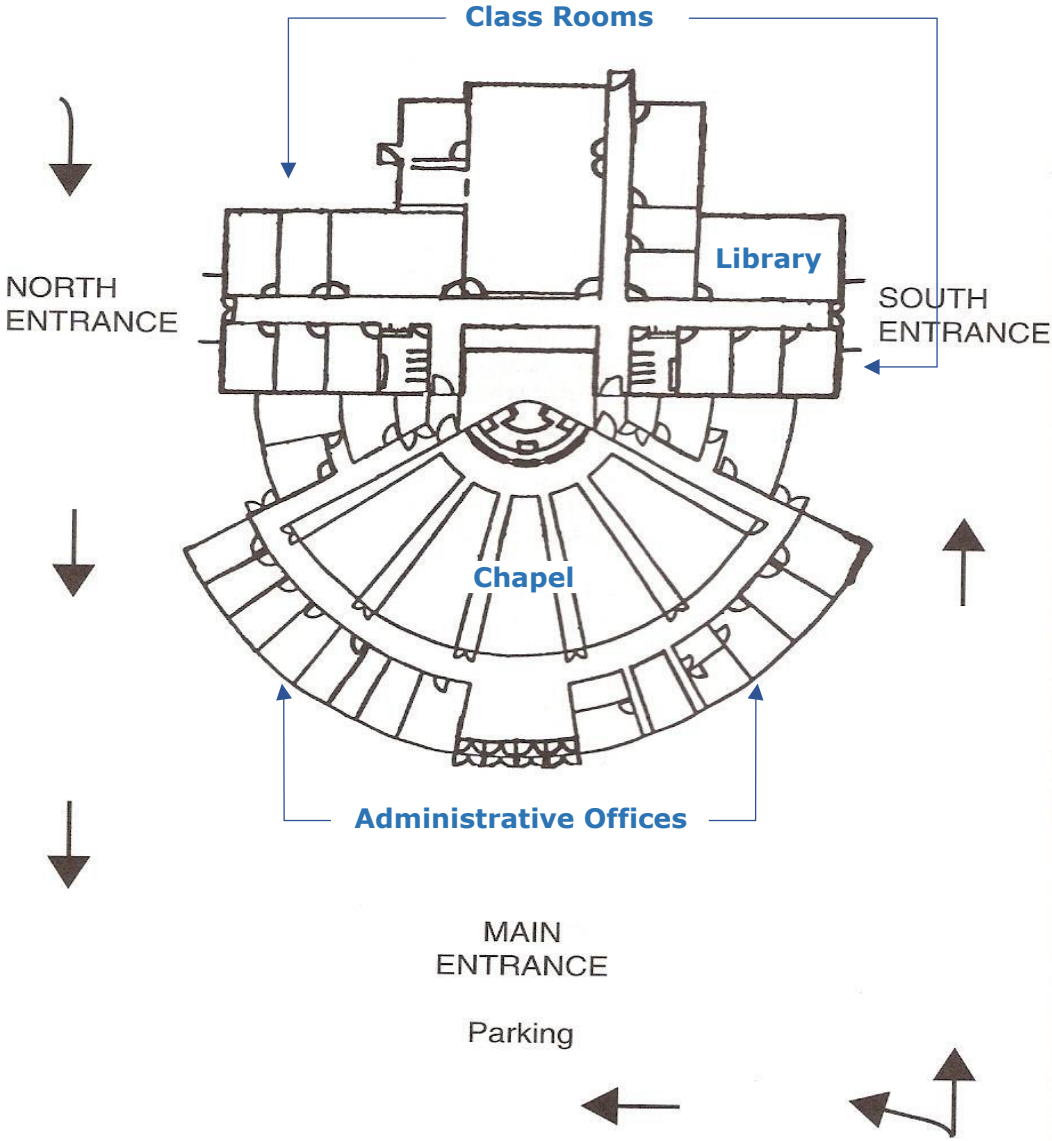 Class Rooms
Library
NORTH
ENTRANCE
SOUTH
ENTRANCE
Chapel
Administrative Offices
MAIN
ENTRANCE
Parking